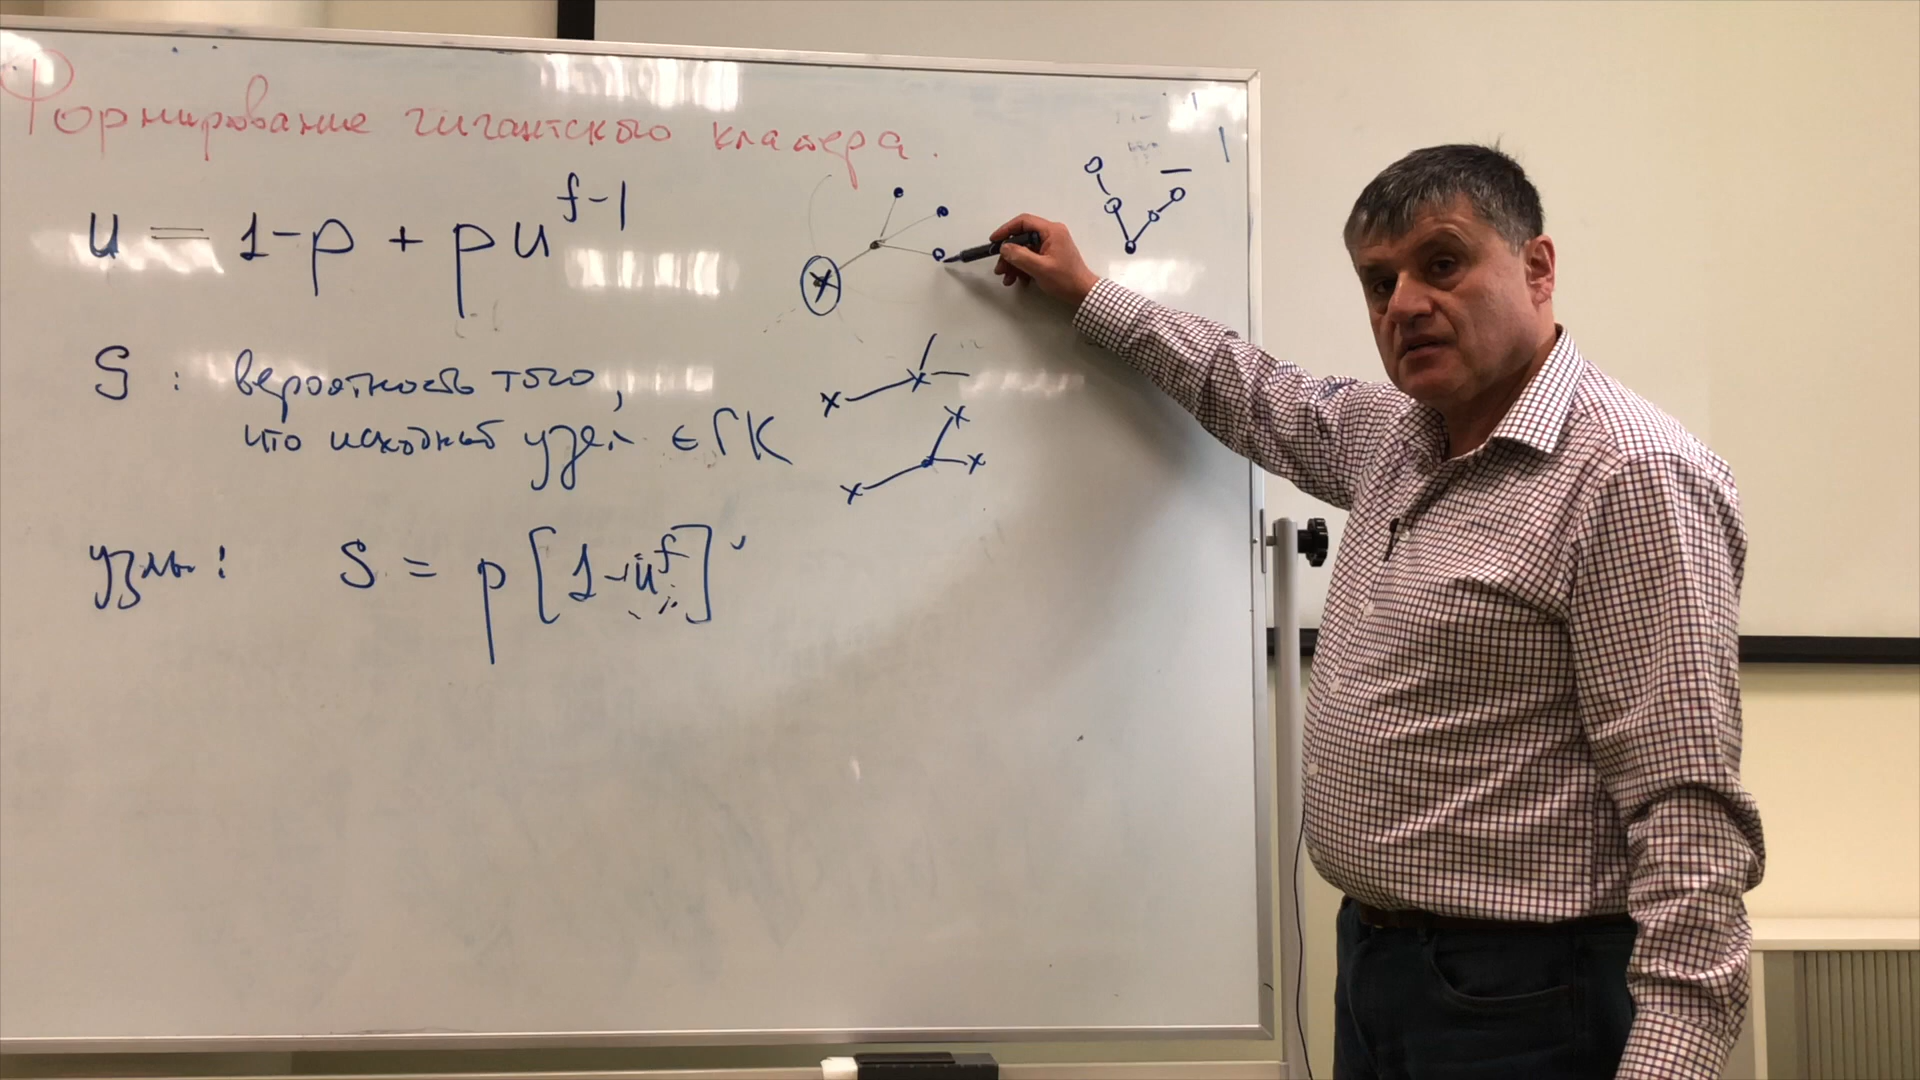 Формирование гигантского кластера.
u = 1-p + pu^{f-1}
S : вероятность того,
что исходный узел ∈ ГК
узлы: S = p[1-u^f]